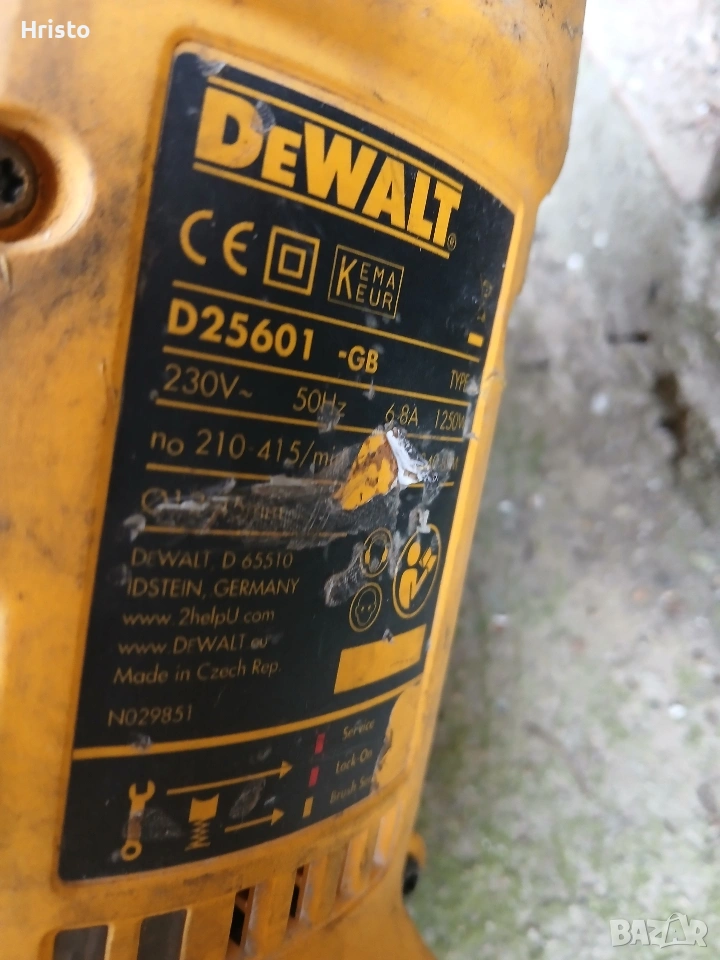 Hristo
DEWALT
CE KEMA KEUR
D25601 -GB TYPE
230V~ 50Hz 6.8A 1250W
no 210-415/min
DEWALT, D 65510
IDSTEIN, GERMANY
www.2helpU.com
www.DEWALT.eu
Made in Czech Rep.
N029851
Service
Lock-On
Brush
BAZAR